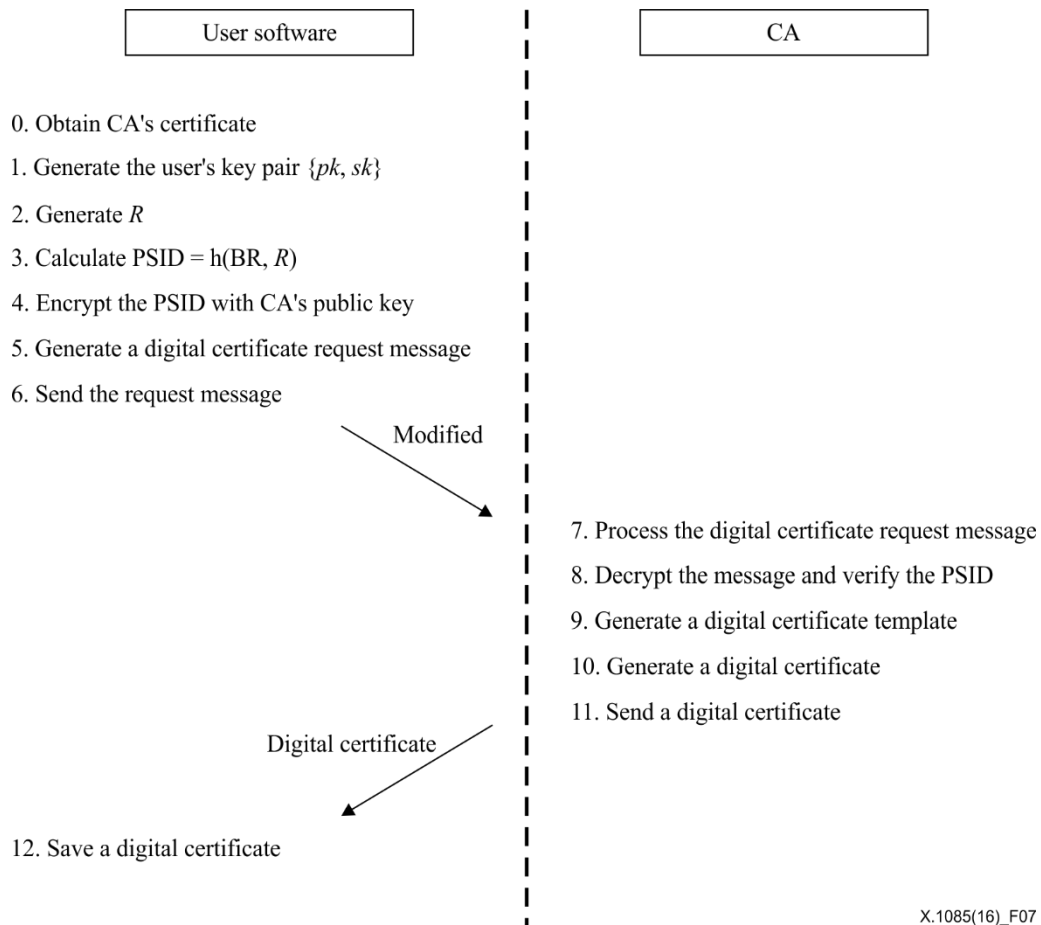 User software
CA
0. Obtain CA's certificate
1. Generate the user's key pair {pk, sk}
2. Generate R
3. Calculate PSID = h(BR, R)
4. Encrypt the PSID with CA's public key
5. Generate a digital certificate request message
6. Send the request message
Modified
7. Process the digital certificate request message
8. Decrypt the message and verify the PSID
9. Generate a digital certificate template
10. Generate a digital certificate
11. Send a digital certificate
Digital certificate
12. Save a digital certificate
X.1085(16)_F07